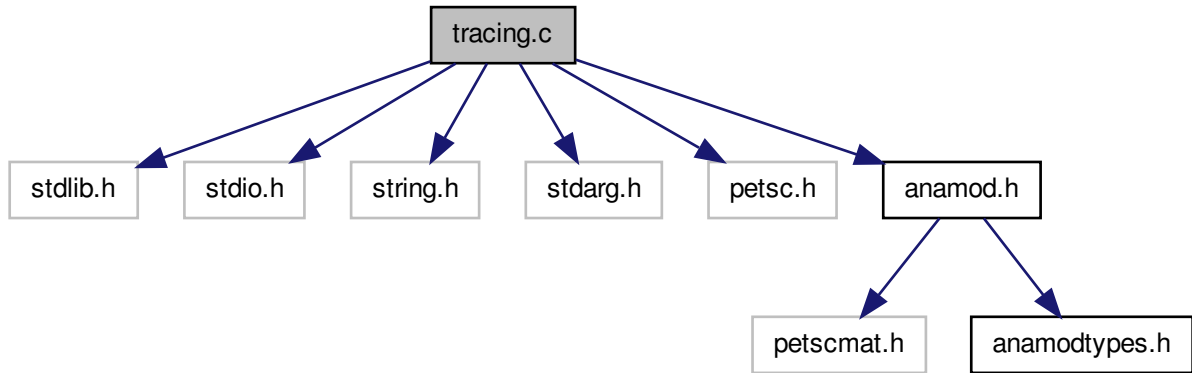 tracing.c
stdlib.h
stdio.h
string.h
stdarg.h
petsc.h
anamod.h
petscmat.h
anamodtypes.h